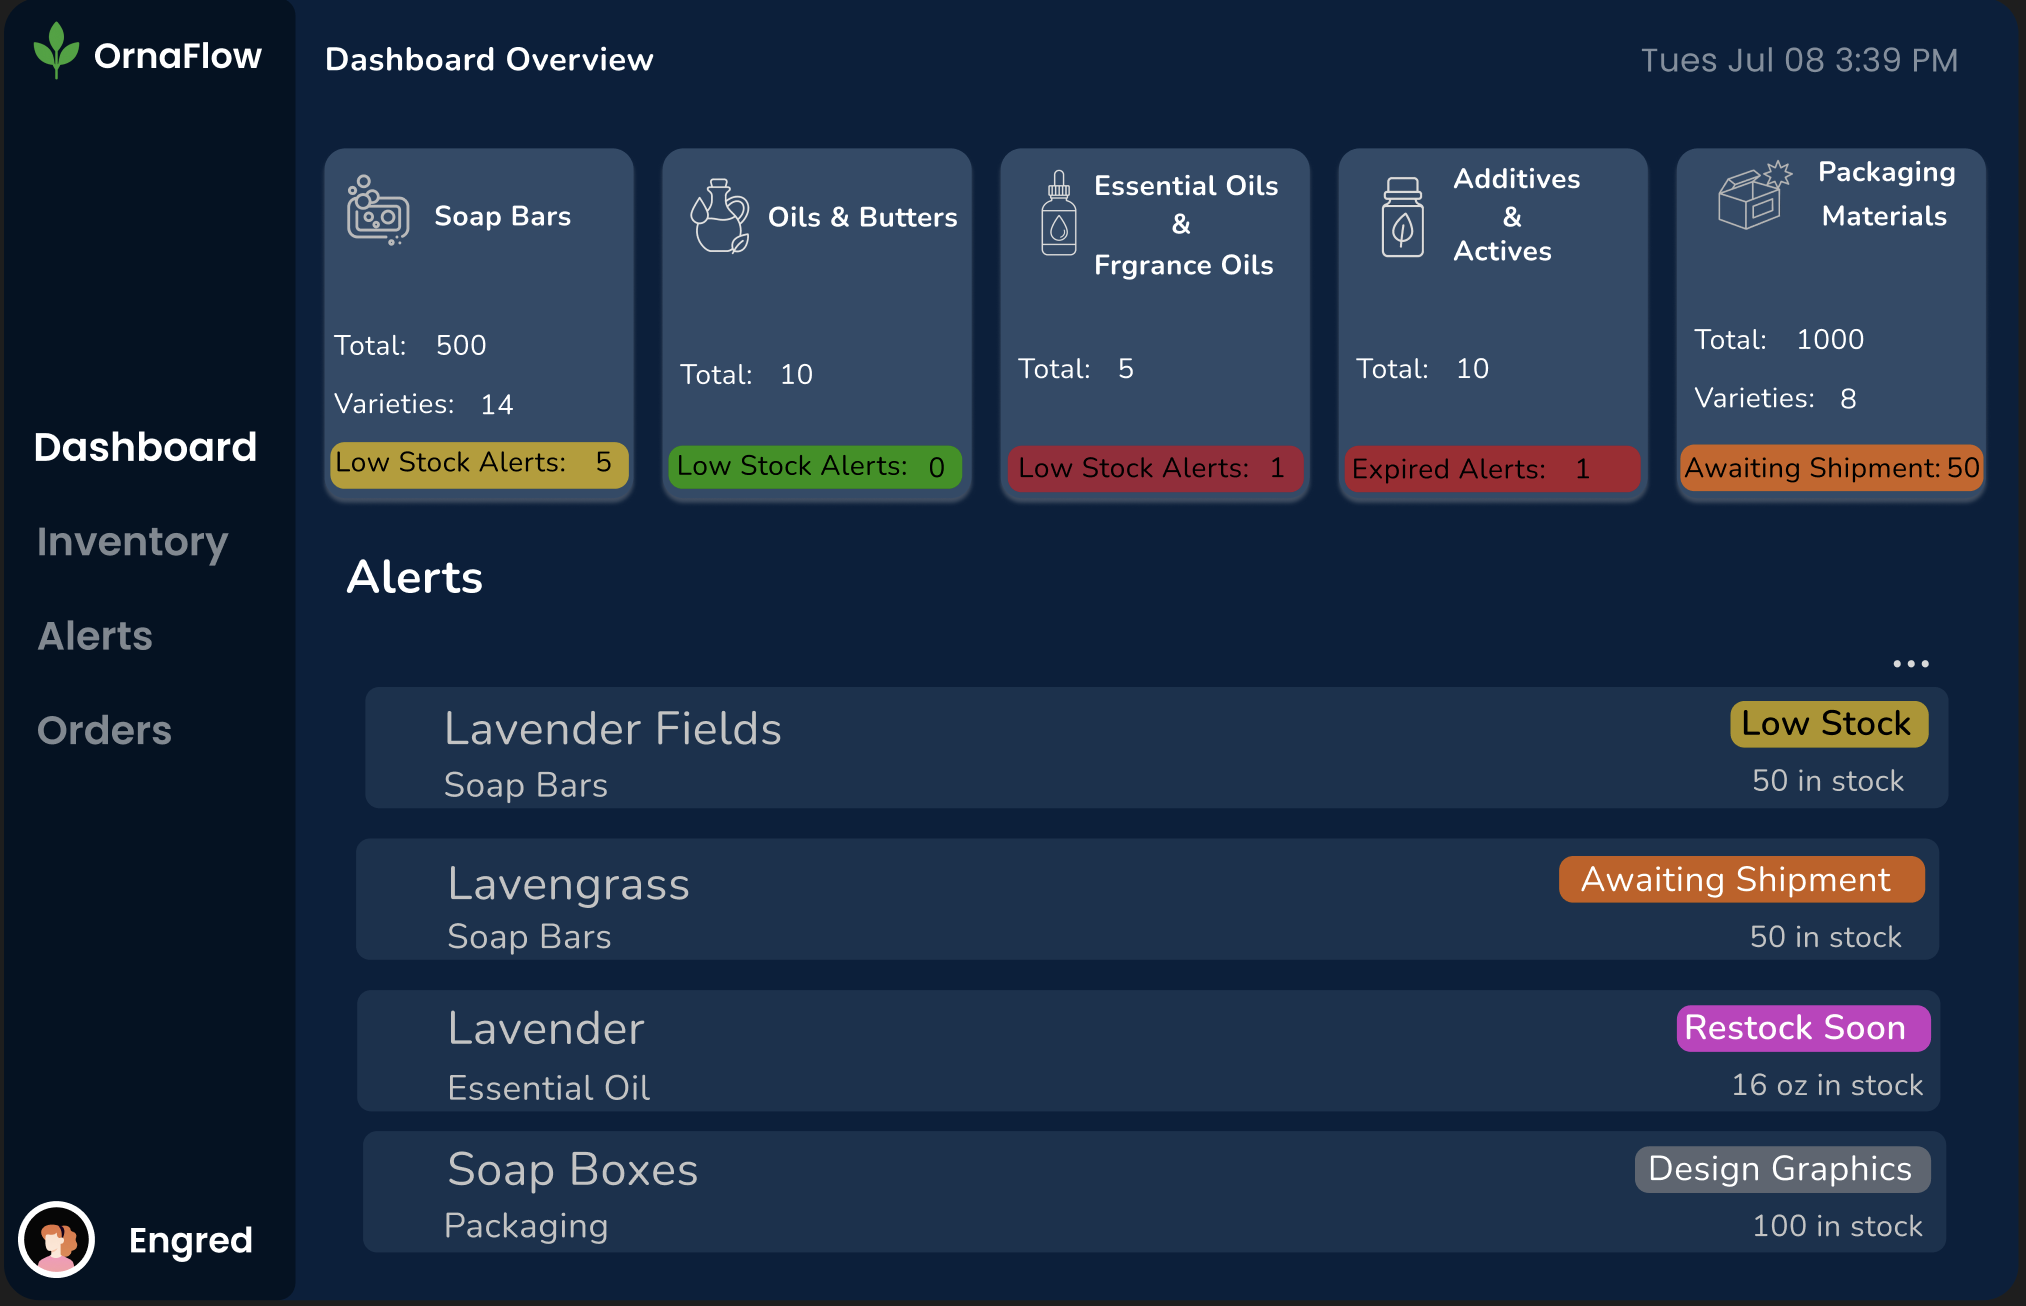 OrnaFlow
Dashboard Overview
Tues Jul 08 3:39 PM
Dashboard
Inventory
Alerts
Orders
Engred
Soap Bars
Total: 500
Varieties: 14
Low Stock Alerts: 5
Oils & Butters
Total: 10
Low Stock Alerts: 0
Essential Oils
&
Frgrance Oils
Total: 5
Low Stock Alerts: 1
Additives
&
Actives
Total: 10
Expired Alerts: 1
Packaging
Materials
Total: 1000
Varieties: 8
Awaiting Shipment: 50
Alerts
...
Lavender Fields
Low Stock
Soap Bars
50 in stock
Lavengrass
Awaiting Shipment
Soap Bars
50 in stock
Lavender
Restock Soon
Essential Oil
16 oz in stock
Soap Boxes
Design Graphics
Packaging
100 in stock